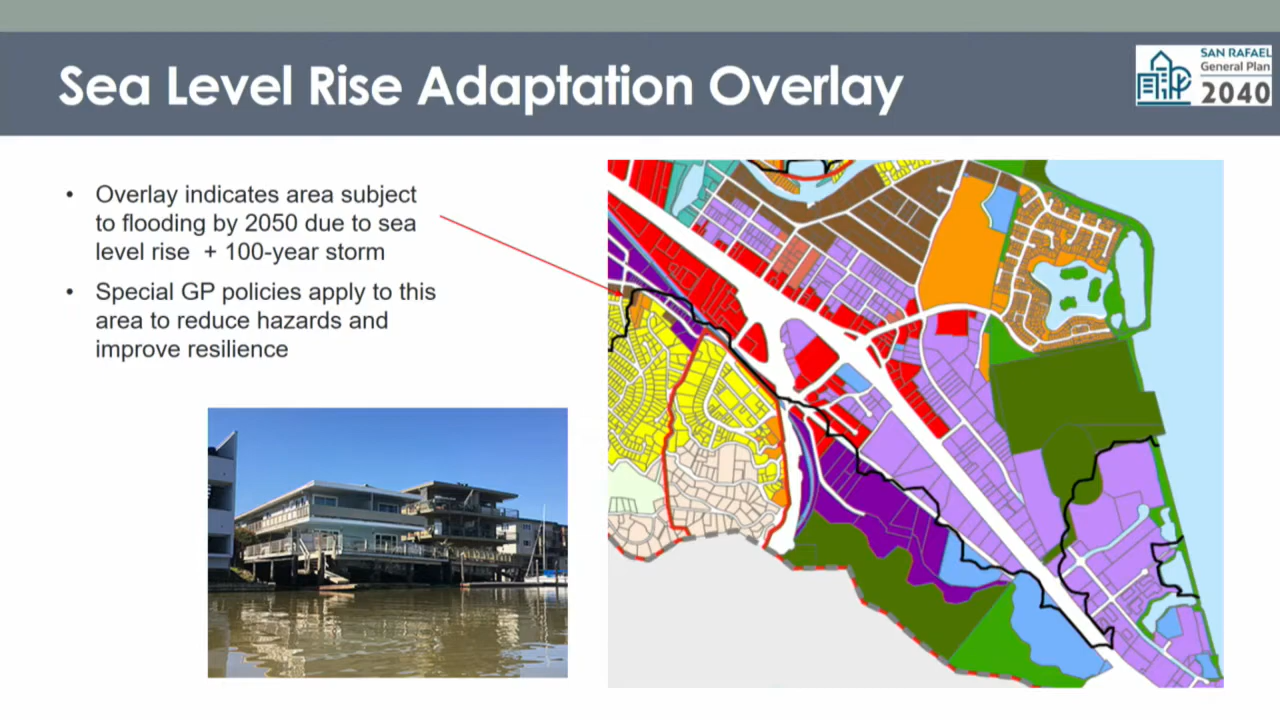 Sea Level Rise Adaptation Overlay
SAN RAFAEL
General Plan
2040
• Overlay indicates area subject
to flooding by 2050 due to sea
level rise + 100-year storm
• Special GP policies apply to this
area to reduce hazards and
improve resilience